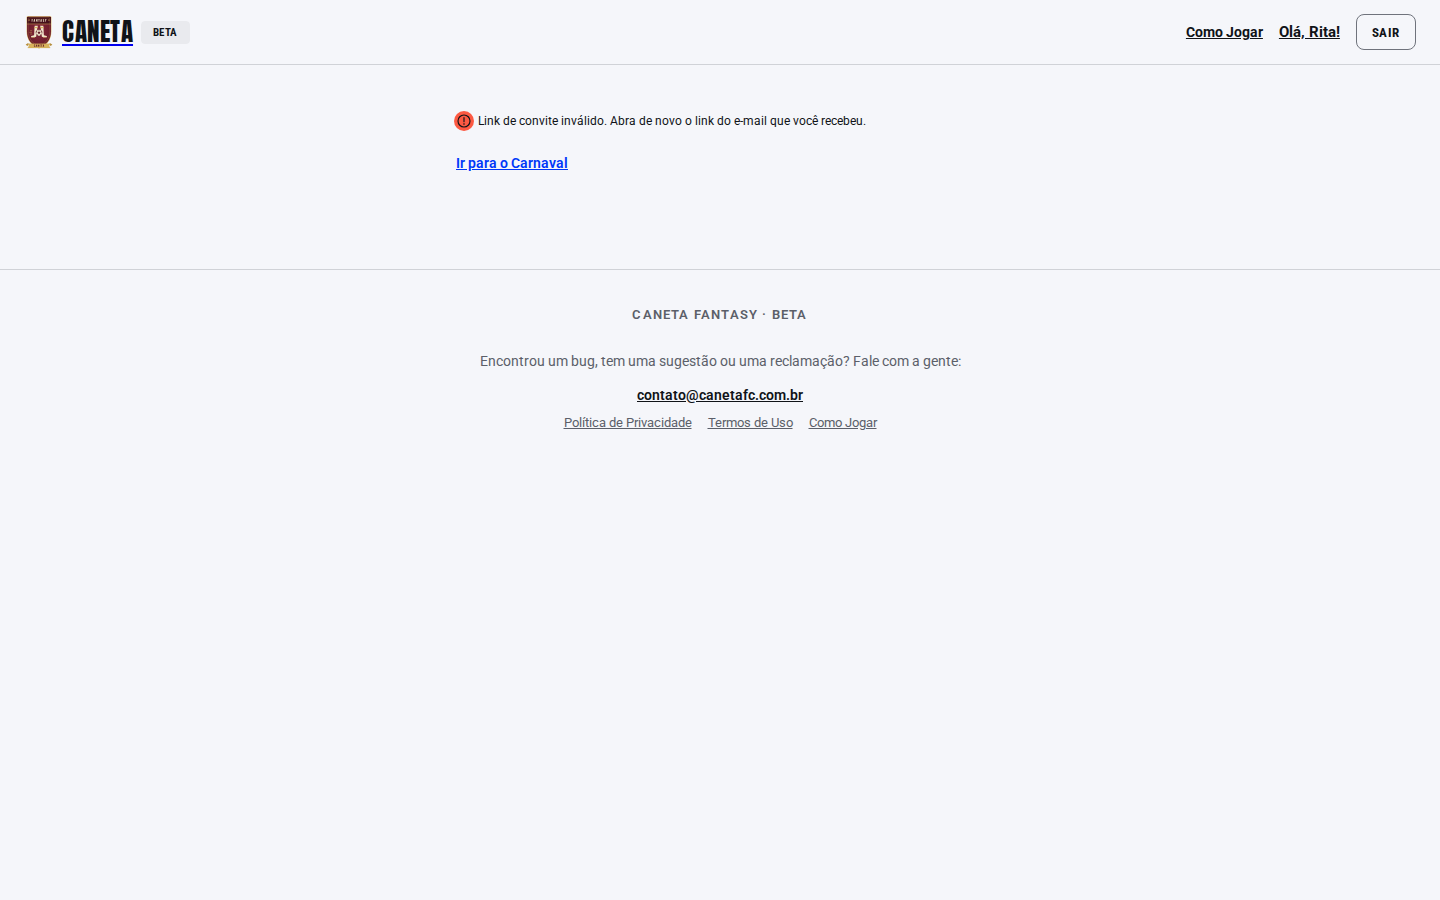 CANETA
BETA
Como Jogar
Olá, Rita!
SAIR
Link de convite inválido. Abra de novo o link do e-mail que você recebeu.
Ir para o Carnaval
CANETA FANTASY · BETA
Encontrou um bug, tem uma sugestão ou uma reclamação? Fale com a gente:
contato@canetafc.com.br
Política de Privacidade
Termos de Uso
Como Jogar